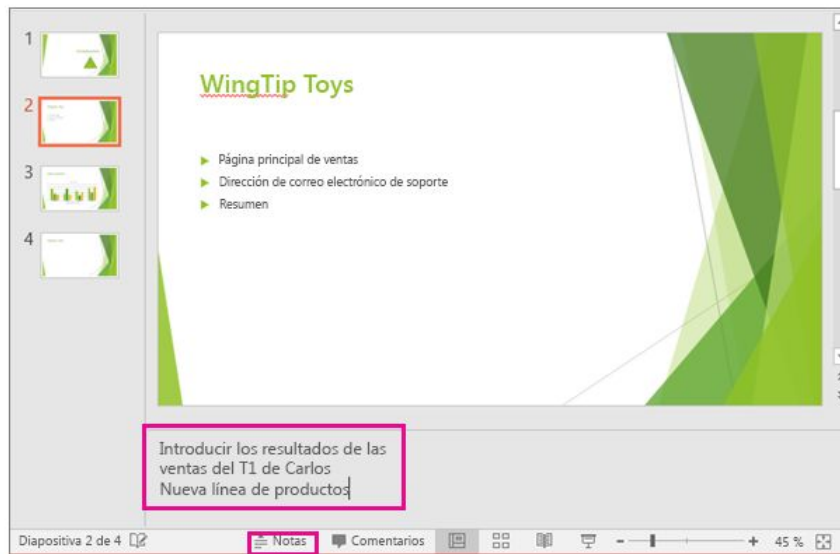 1
2
3
4
WingTip Toys
Página principal de ventas
Dirección de correo electrónico de soporte
Resumen
Introducir los resultados de las
ventas del T1 de Carlos
Nueva línea de productos
Diapositiva 2 de 4 Notas Comentarios 45 %